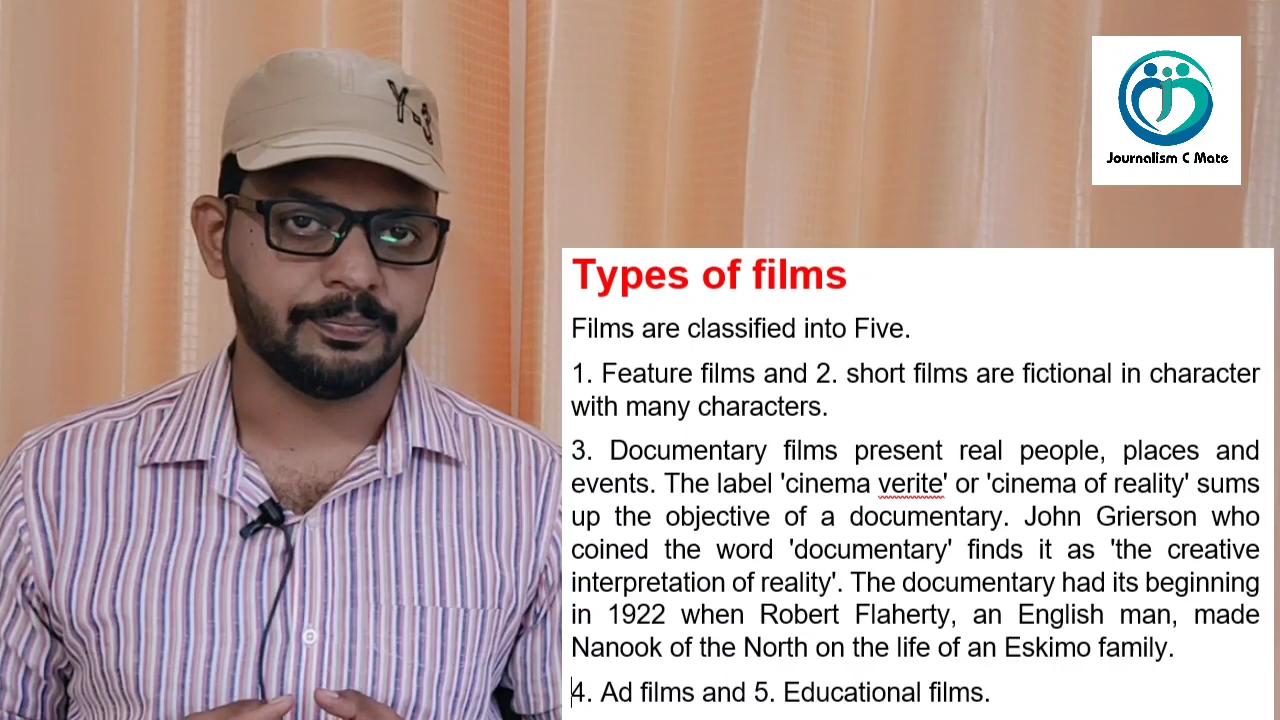 Y-3
Journalism C Mate
Types of films
Films are classified into Five.
1. Feature films and 2. short films are fictional in character
with many characters.
3. Documentary films present real people, places and
events. The label 'cinema verite' or 'cinema of reality' sums
up the objective of a documentary. John Grierson who
coined the word 'documentary' finds it as 'the creative
interpretation of reality'. The documentary had its beginning
in 1922 when Robert Flaherty, an English man, made
Nanook of the North on the life of an Eskimo family.
4. Ad films and 5. Educational films.